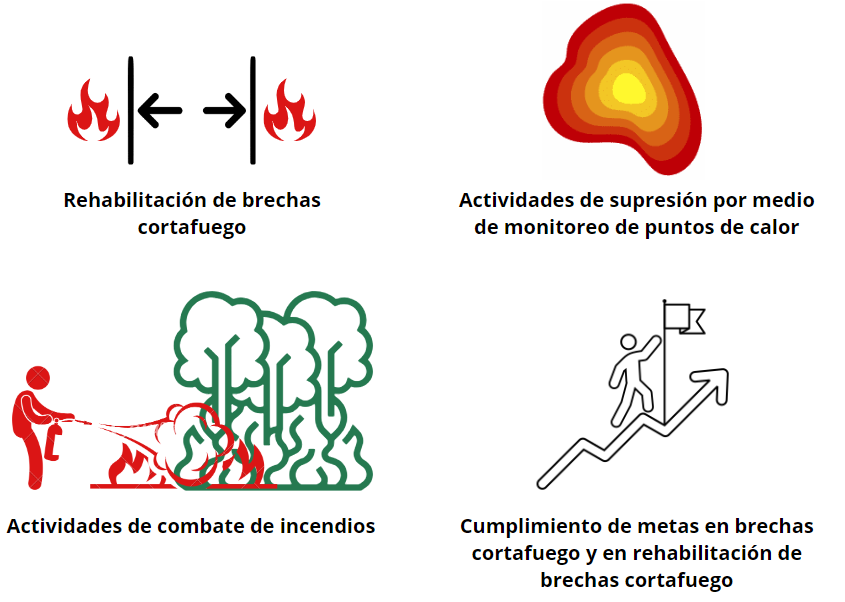 Rehabilitación de brechas
cortafuego
Actividades de supresión por medio
de monitoreo de puntos de calor
Actividades de combate de incendios
Cumplimiento de metas en brechas
cortafuego y en rehabilitación de
brechas cortafuego